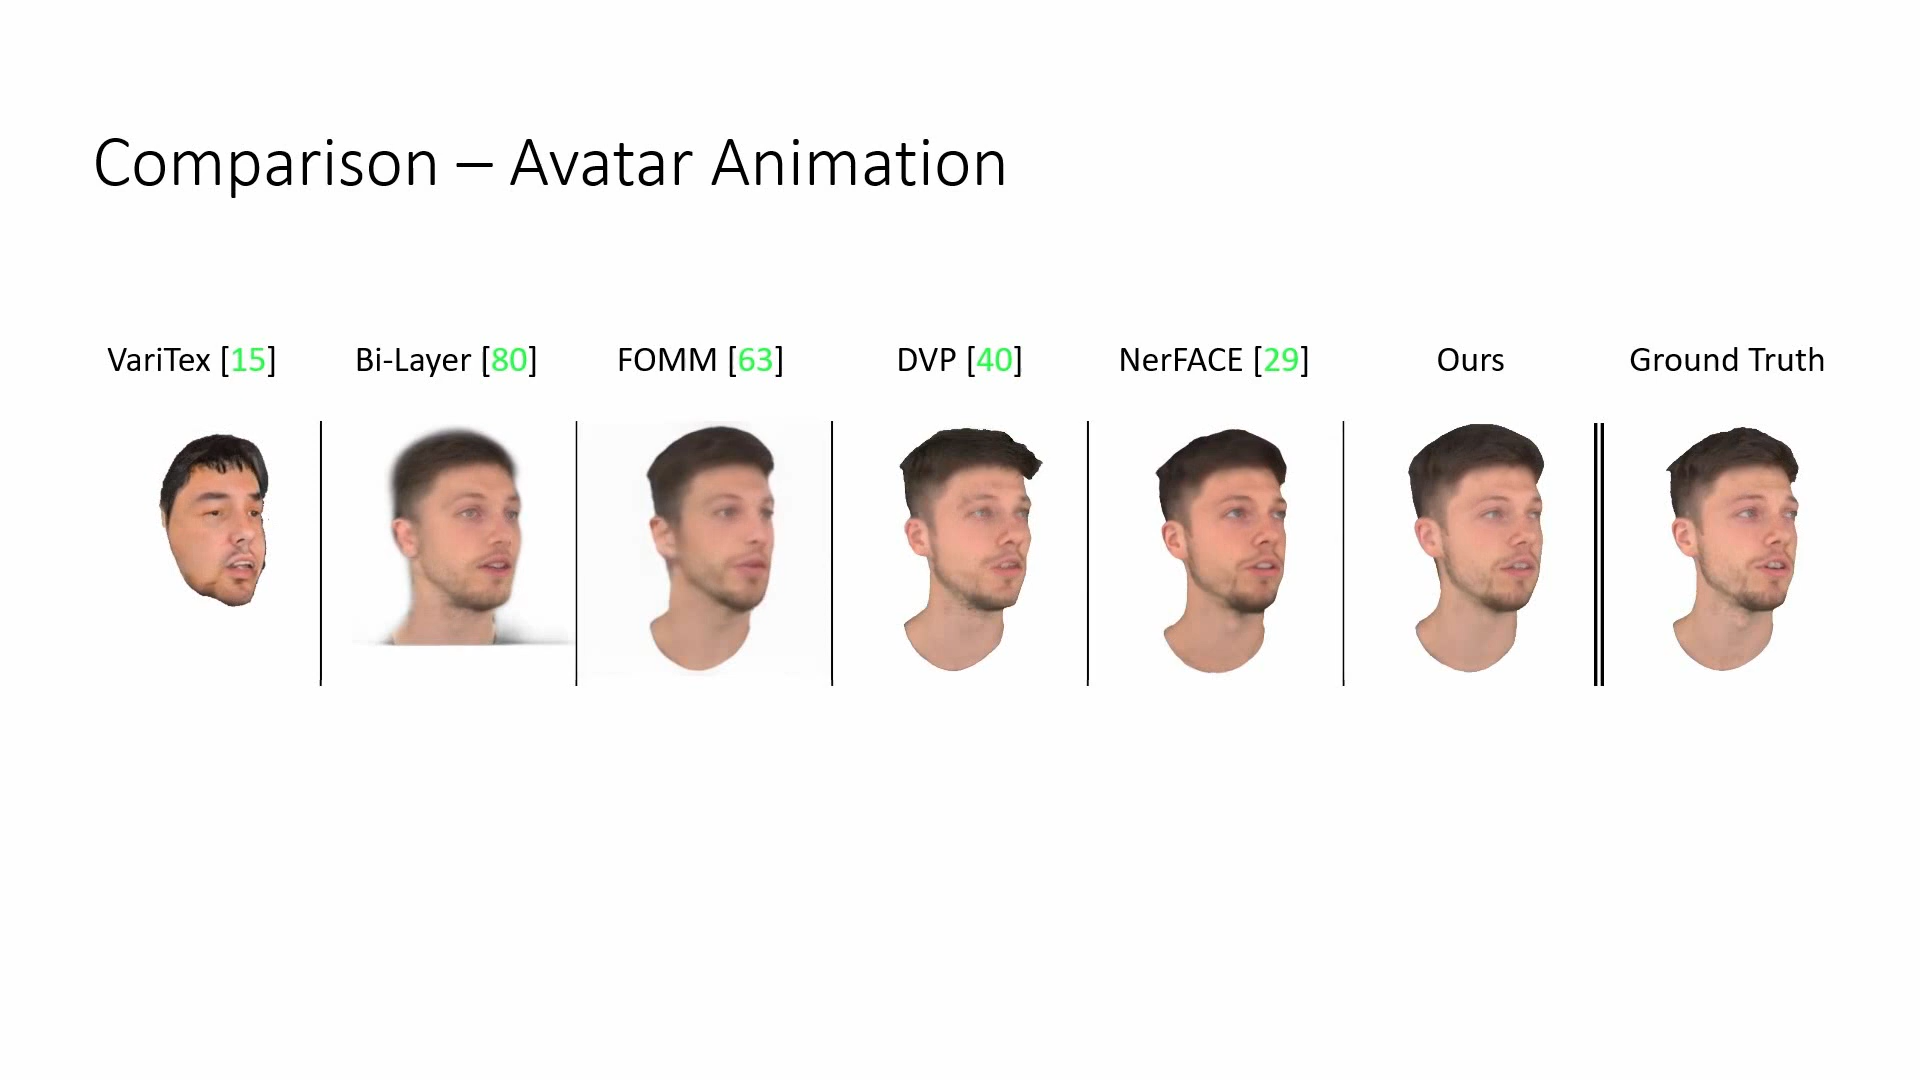 Comparison – Avatar Animation
VariTex [15] Bi-Layer [80] FOMM [63] DVP [40] NerFACE [29] Ours Ground Truth